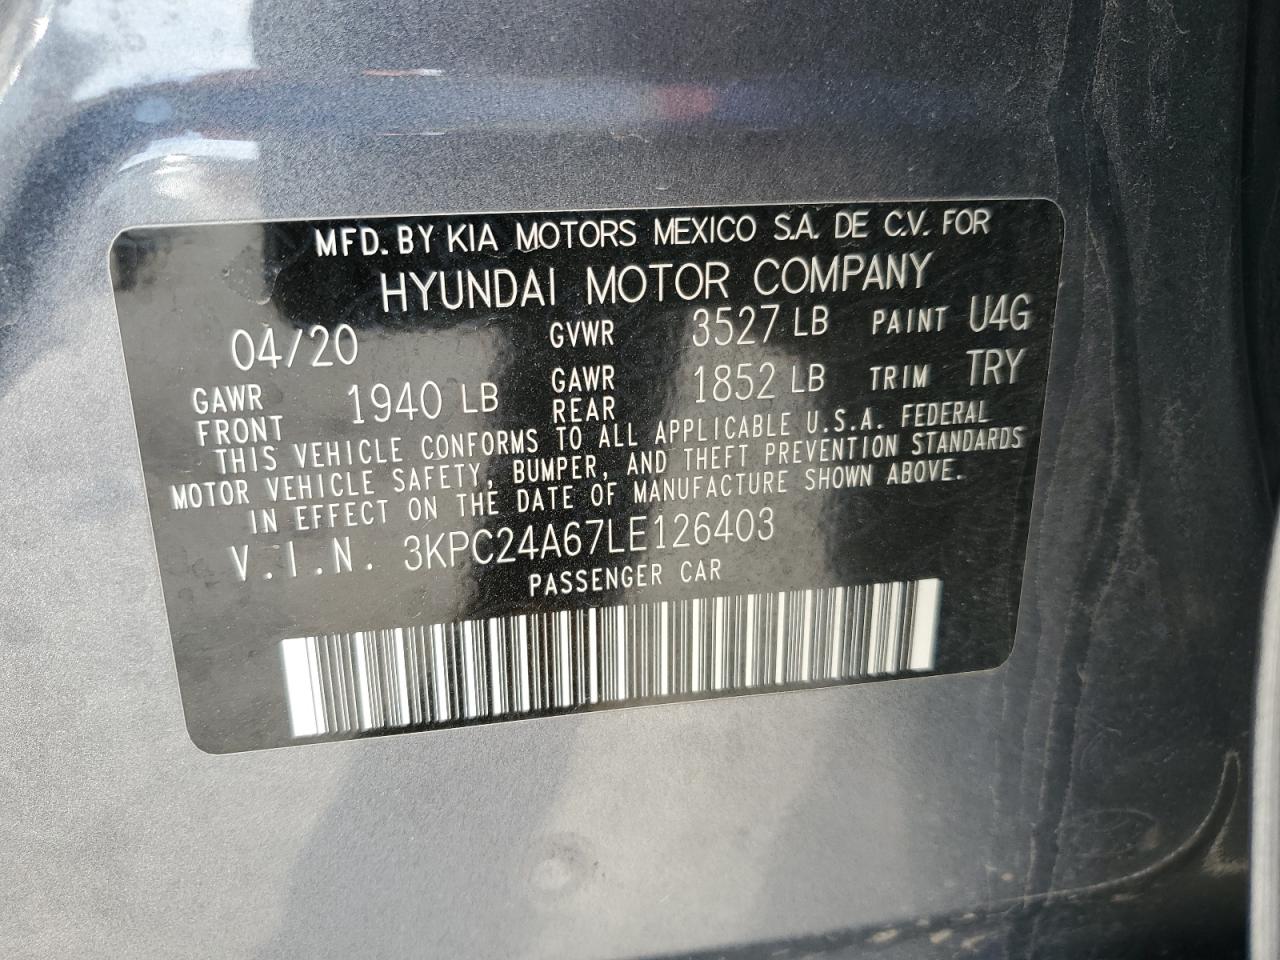 MFD. BY KIA MOTORS MEXICO S.A. DE C.V. FOR
HYUNDAI MOTOR COMPANY
04/20 GVWR 3527 LB PAINT U4G
GAWR FRONT 1940 LB GAWR REAR 1852 LB TRIM TRY
THIS VEHICLE CONFORMS TO ALL APPLICABLE U.S.A. FEDERAL
MOTOR VEHICLE SAFETY, BUMPER, AND THEFT PREVENTION STANDARDS
IN EFFECT ON THE DATE OF MANUFACTURE SHOWN ABOVE.
V.I.N. 3KPC24A67LE126403
PASSENGER CAR